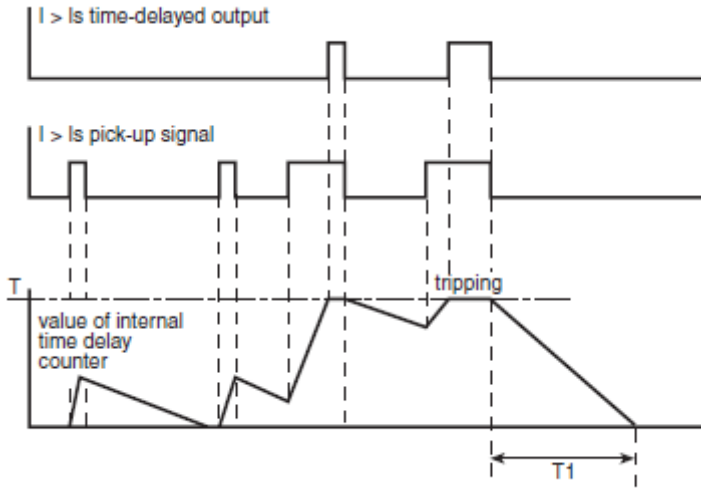 I > Is time-delayed output
I > Is pick-up signal
T
tripping
value of internal
time delay
counter
T1